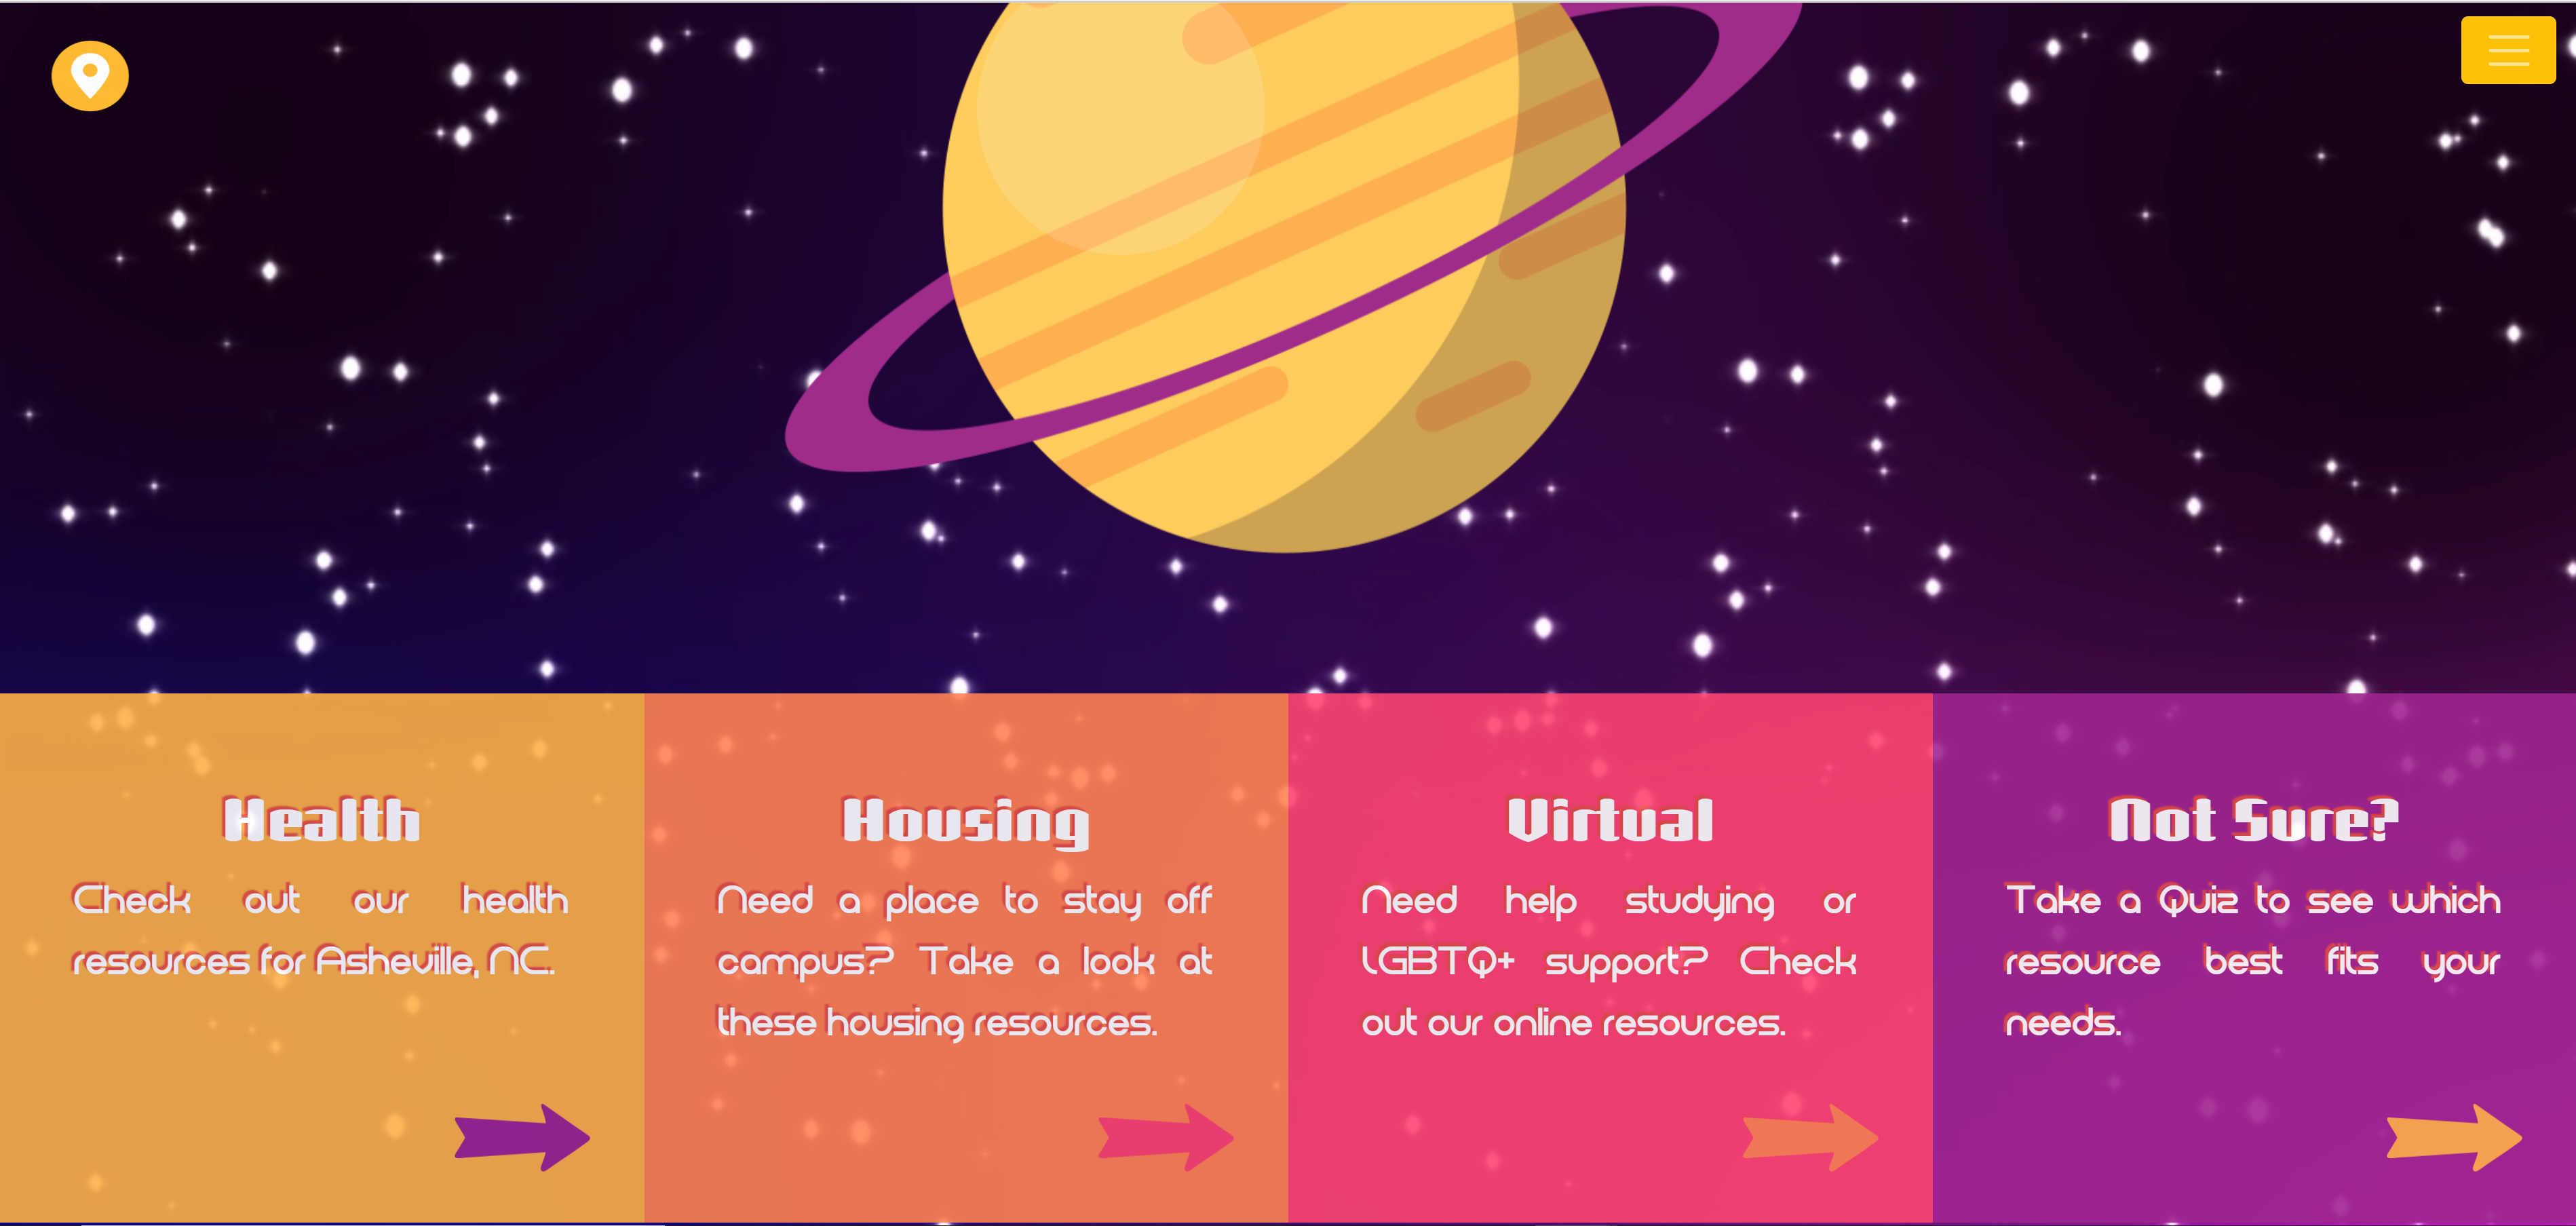 Health
Check out our health
resources for Asheville, NC.
Housing
Need a place to stay off
campus? Take a look at
these housing resources.
Virtual
Need help studying or
LGBTQ+ support? Check
out our online resources.
Not Sure?
Take a Quiz to see which
resource best fits your
needs.